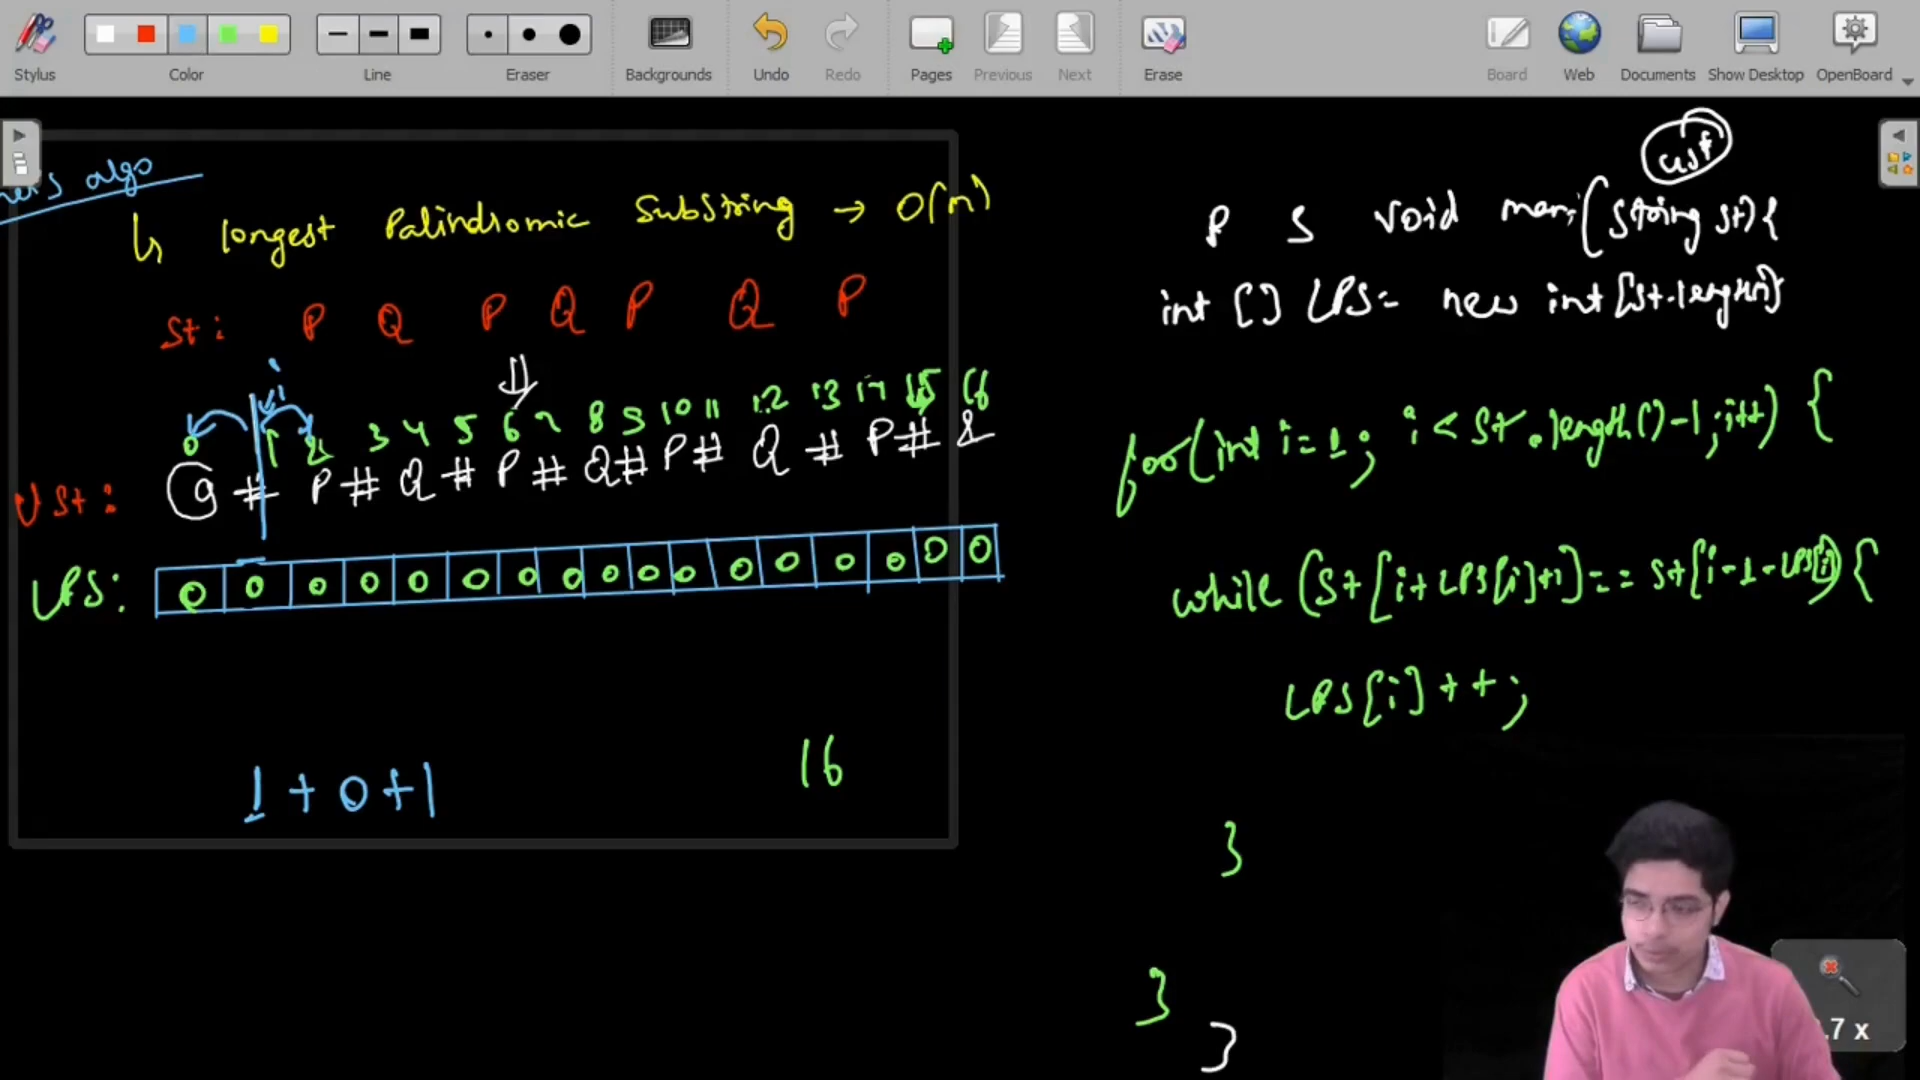 Stylus Color Line Eraser Backgrounds Undo Redo Pages Previous Next Erase Board Web Documents Show Desktop OpenBoard
algo
longest Palindromic Substring → O(n)
St: P Q P Q P Q P
i
0 1 2 3 4 5 6 7 8 9 10 11 12 13 14 15 16
USt: @ # P # Q # P # Q # P # Q # P # &
LPS: 0 0 0 0 0 0 0 0 0 0 0 0 0 0 0 0 0
1 + 0 + 1
16
ust
P S void (String st){
int [] LPS = new int[st.length]
for(int i=1; i < st.length()-1; i++) {
while (St[i+LPS[i]+1] == St[i-1-LPS[i]) {
LPS[i]++;
}
}
}
.7 x